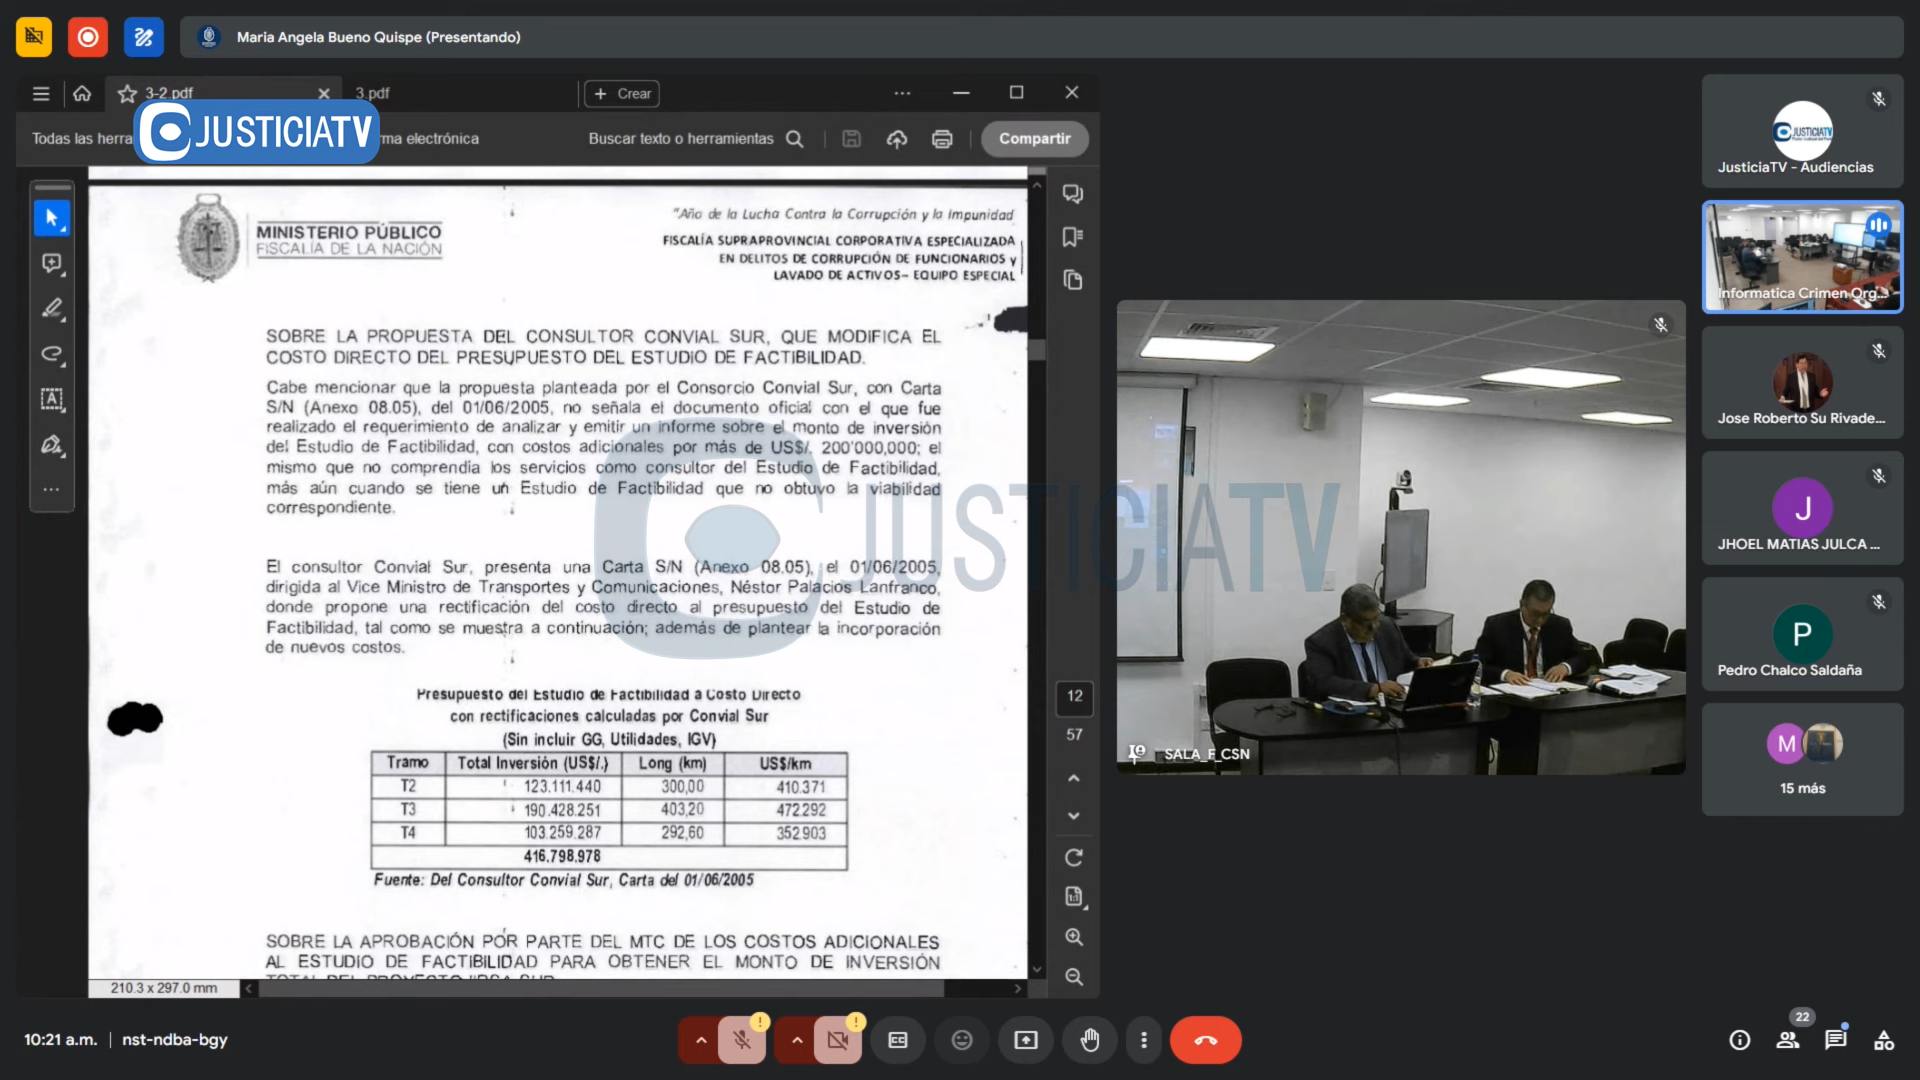 Maria Angela Bueno Quispe (Presentando)
3-2.pdf
3.pdf
Crear
Todas las herra
rma electrónica
Buscar texto o herramientas
Compartir
JUSTICIATV
MINISTERIO PÚBLICO
FISCALÍA DE LA NACIÓN
"Año de la Lucha Contra la Corrupción y la Impunidad
FISCALÍA SUPRAPROVINCIAL CORPORATIVA ESPECIALIZADA
EN DELITOS DE CORRUPCIÓN DE FUNCIONARIOS y
LAVADO DE ACTIVOS– EQUIPO ESPECIAL
SOBRE LA PROPUESTA DEL CONSULTOR CONVIAL SUR, QUE MODIFICA EL
COSTO DIRECTO DEL PRESUPUESTO DEL ESTUDIO DE FACTIBILIDAD.
Cabe mencionar que la propuesta planteada por el Consorcio Convial Sur, con Carta
S/N (Anexo 08.05), del 01/06/2005, no señala el documento oficial con el que fue
realizado el requerimiento de analizar y emitir un informe sobre el monto de inversión
del Estudio de Factibilidad, con costos adicionales por más de US$/. 200'000,000; el
mismo que no comprendía los servicios como consultor del Estudio de Factibilidad,
más aún cuando se tiene un Estudio de Factibilidad que no obtuvo la viabilidad
correspondiente.
El consultor Convial Sur, presenta una Carta S/N (Anexo 08.05), el 01/06/2005,
dirigida al Vice Ministro de Transportes y Comunicaciones, Néstor Palacios Lanfranco,
donde propone una rectificación del costo directo al presupuesto del Estudio de
Factibilidad, tal como se muestra a continuación; además de plantear la incorporación
de nuevos costos.
Presupuesto del Estudio de Factibilidad a Costo Directo
con rectificaciones calculadas por Convial Sur
(Sin incluir GG, Utilidades, IGV)
Tramo Total Inversión (US$/.) Long (km) US$/km
T2 123.111.440 300,00 410.371
T3 190.428.251 403,20 472.292
T4 103.259.287 292,60 352.903
416.798.978
Fuente: Del Consultor Convial Sur, Carta del 01/06/2005
SOBRE LA APROBACIÓN POR PARTE DEL MTC DE LOS COSTOS ADICIONALES
AL ESTUDIO DE FACTIBILIDAD PARA OBTENER EL MONTO DE INVERSIÓN
TOTAL DEL PROYECTO IIRSA SUR
210.3 x 297.0 mm
12
57
JUSTICIATV
SALA_F_CSN
JUSTICIATV
JusticiaTV - Audiencias
Informatica Crimen Org...
Jose Roberto Su Rivade...
J
JHOEL MATIAS JULCA ...
P
Pedro Chalco Saldaña
M
15 más
10:21 a.m.
nst-ndba-bgy
22